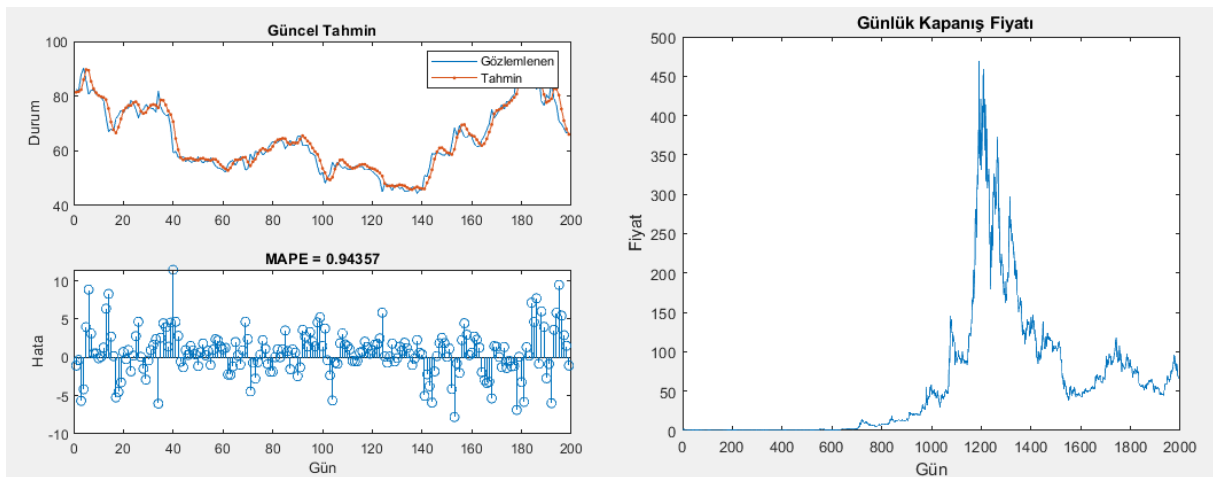 Güncel Tahmin
100
80
60
40
Durum
Gözlemlenen
Tahmin
0 20 40 60 80 100 120 140 160 180 200
MAPE = 0.94357
10
5
0
-5
-10
Hata
0 20 40 60 80 100 120 140 160 180 200
Gün
Günlük Kapanış Fiyatı
500
450
400
350
300
250
200
150
100
50
0
Fiyat
0 200 400 600 800 1000 1200 1400 1600 1800 2000
Gün